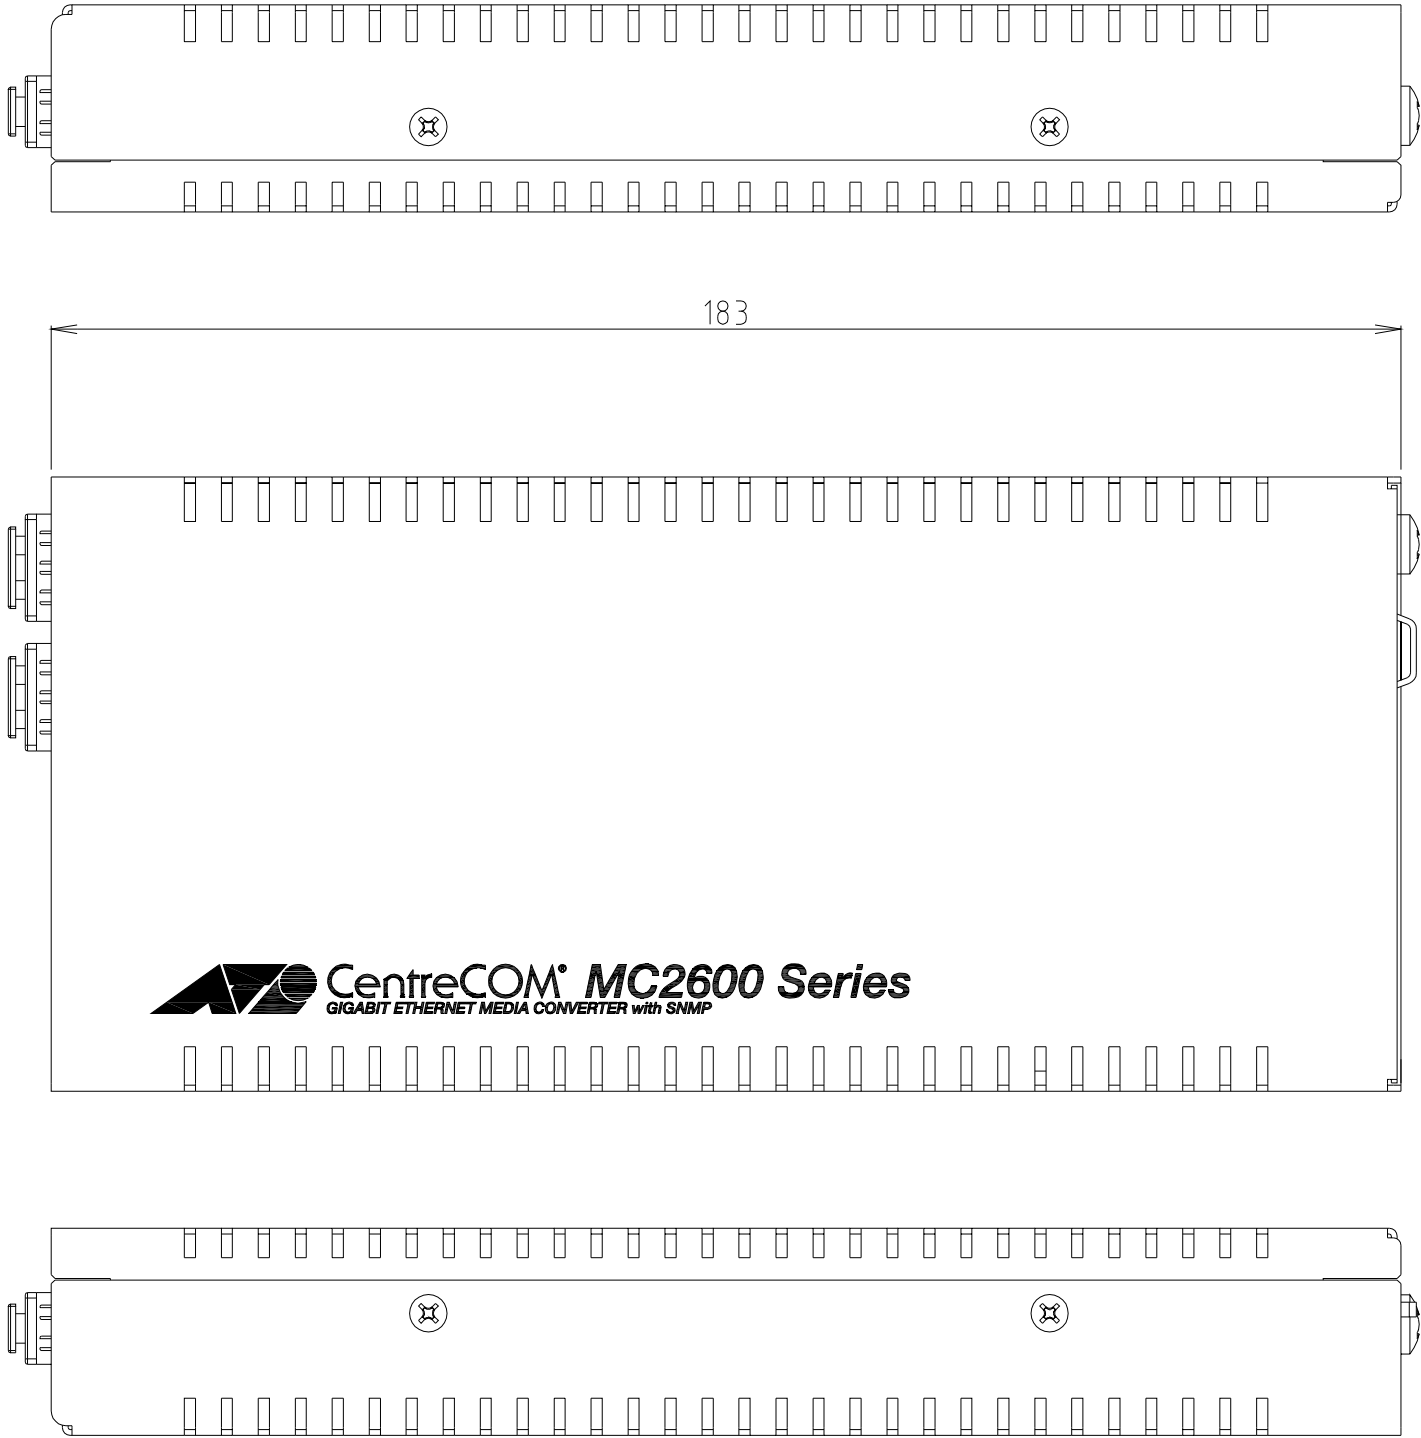 183
CentreCOM® MC2600 Series
GIGABIT ETHERNET MEDIA CONVERTER with SNMP